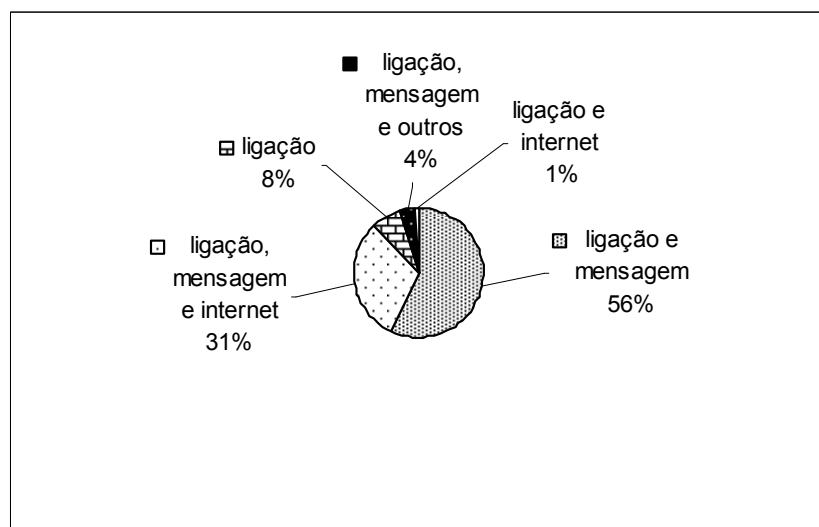 ligação,
mensagem
e outros
4%
ligação e
internet
1%
ligação
8%
ligação e
mensagem
56%
ligação,
mensagem
e internet
31%